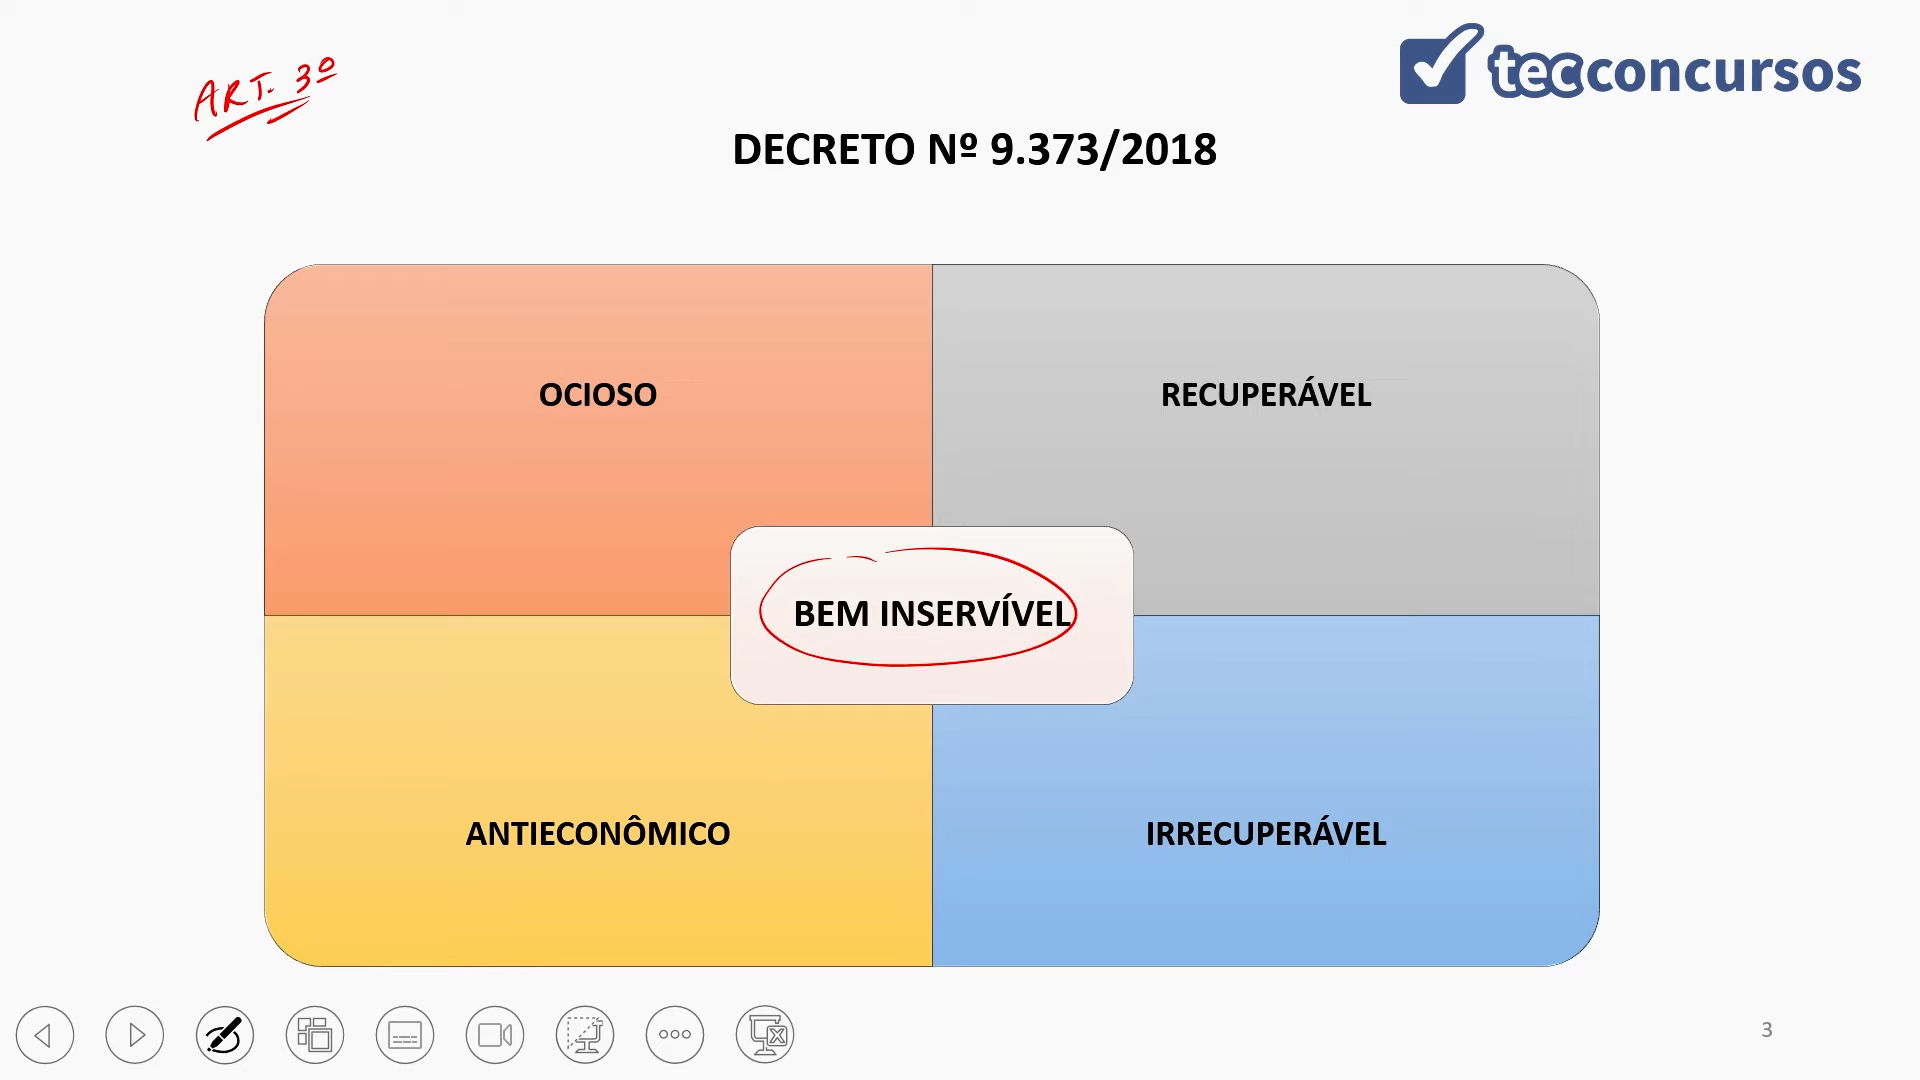 ART. 3º
tecconcursos
DECRETO Nº 9.373/2018
OCIOSO
RECUPERÁVEL
BEM INSERVÍVEL
ANTIECONÔMICO
IRRECUPERÁVEL
3